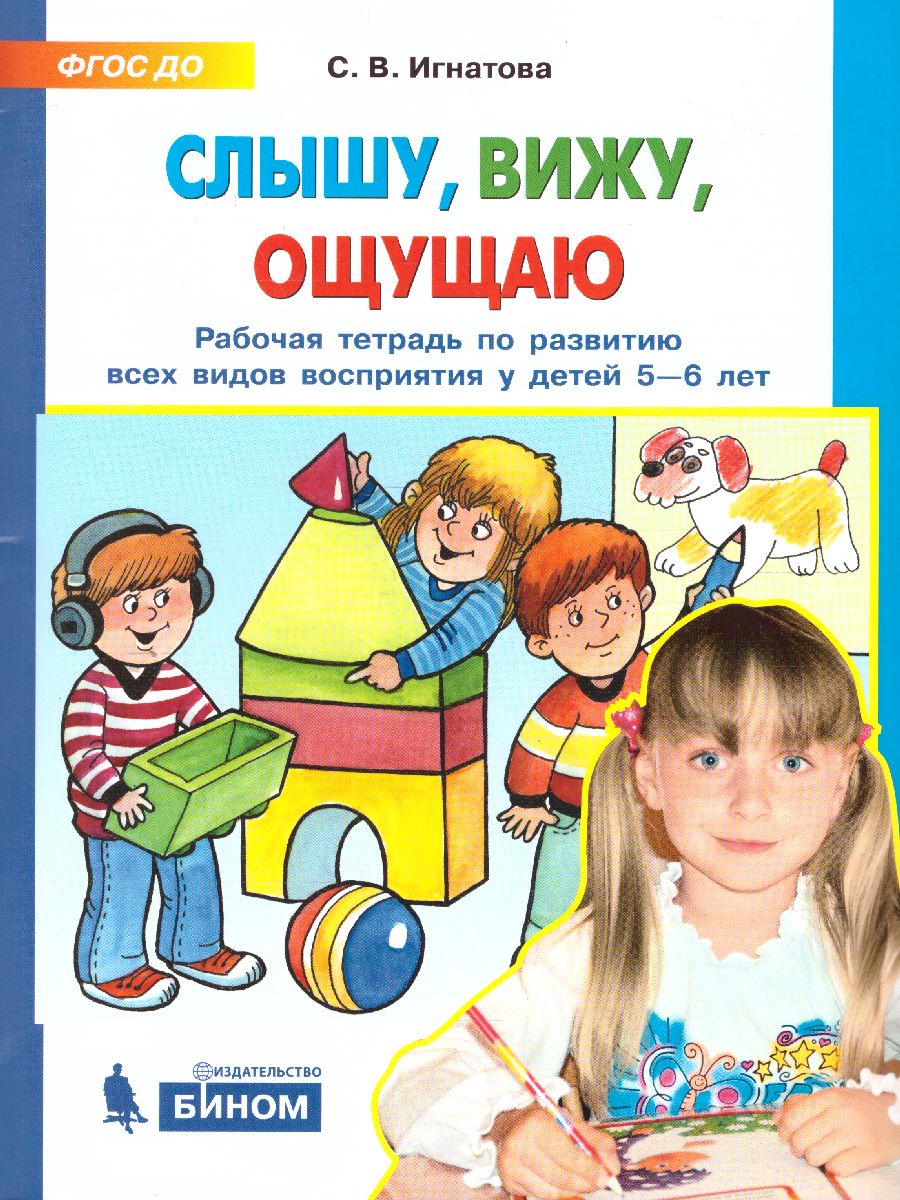 ФГОС ДО
С. В. Игнатова
СЛЫШУ, ВИЖУ,
ОЩУЩАЮ
Рабочая тетрадь по развитию
всех видов восприятия у детей 5—6 лет
ИЗДАТЕЛЬСТВО
БИНОМ